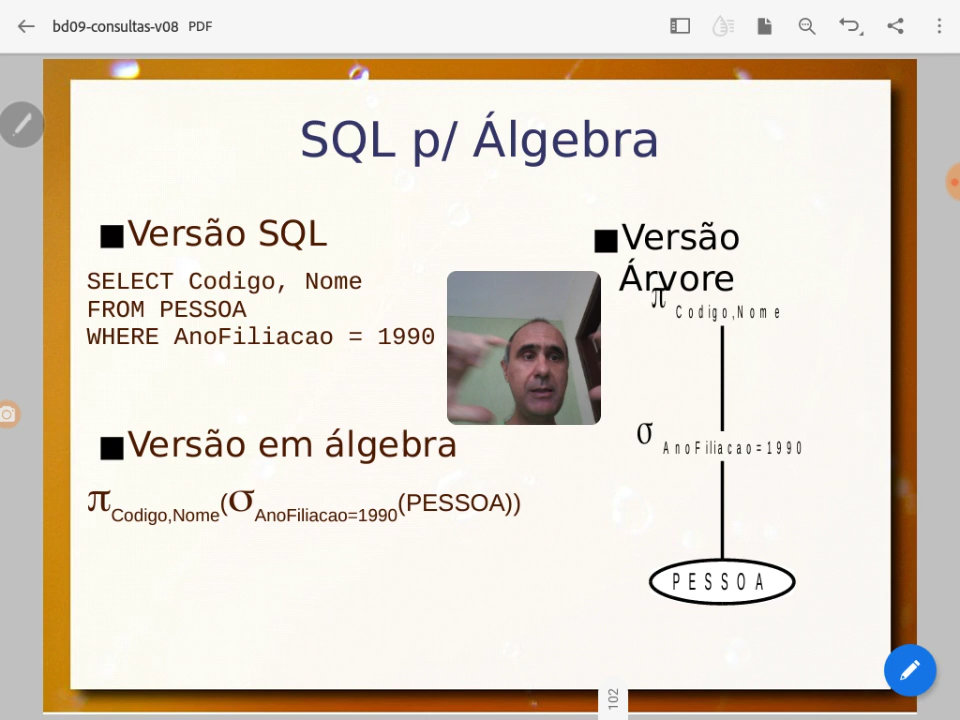 bd09-consultas-v08 PDF
SQL p/ Álgebra
Versão SQL
SELECT Codigo, Nome
FROM PESSOA
WHERE AnoFiliacao = 1990
Versão em álgebra
πCodigo,Nome(σAnoFiliacao=1990(PESSOA))
Versão
Árvore
π Codigo,Nome
σ AnoFiliacao=1990
PESSOA
102